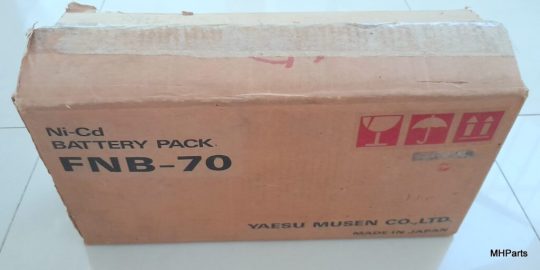 Ni-Cd
BATTERY PACK
FNB-70
YAESU MUSEN CO.,LTD.
MADE IN JAPAN
MHParts